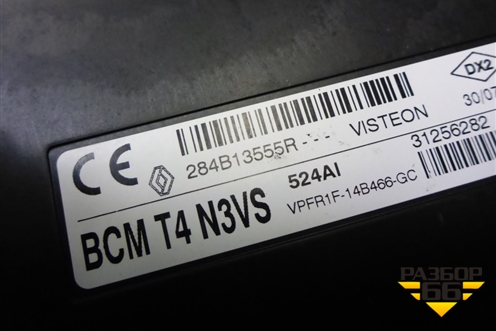 DX2
284B13555R---
VISTEON
30/07
CE
524AI
31256282
BCM T4 N3VS
VPFR1F-14B466-GC
РАЗБОР
66